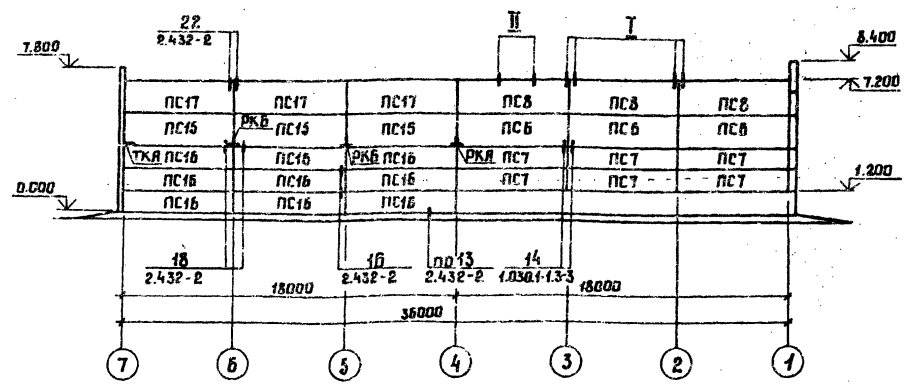 22
2.432-2
II
I
7.800
8.400
7.200
ПС17 ПС17 ПС17 ПС8 ПС8 ПС8
РКБ
ПС15 ПС15 ПС15 ПС6 ПС6 ПС6
ТКА ПС16 ПС16 РКБ ПС16 РКА ПС7 ПС7 ПС7
ПС16 ПС16 ПС16 ПС7 ПС7 ПС7
1.200
0.000
ПС16 ПС16 ПС16
18 16 по 13 14
2.432-2 2.432-2 2.432-2 1.030.1-1.3-3
18000 18000
36000
7 6 5 4 3 2 1